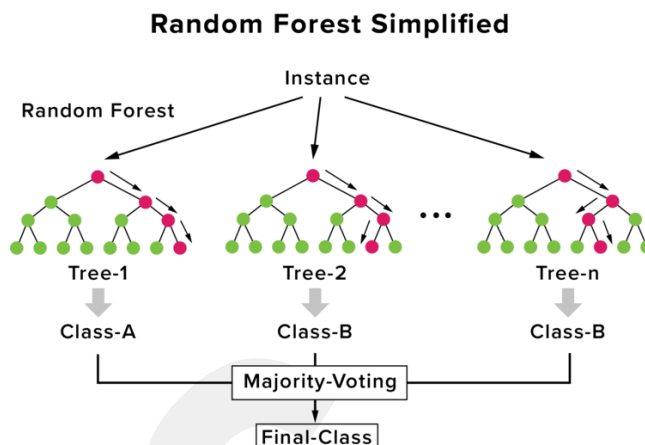 Random Forest Simplified
Instance
Random Forest
Tree-1
Tree-2
Tree-n
Class-A
Class-B
Class-B
Majority-Voting
Final-Class